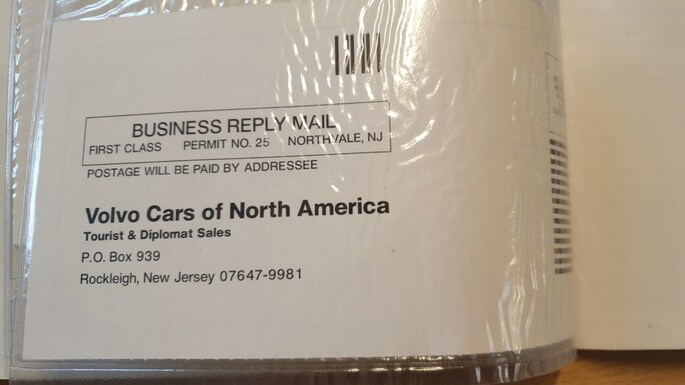 BUSINESS REPLY MAIL
FIRST CLASS PERMIT NO. 25 NORTHVALE, NJ
POSTAGE WILL BE PAID BY ADDRESSEE
Volvo Cars of North America
Tourist & Diplomat Sales
P.O. Box 939
Rockleigh, New Jersey 07647-9981